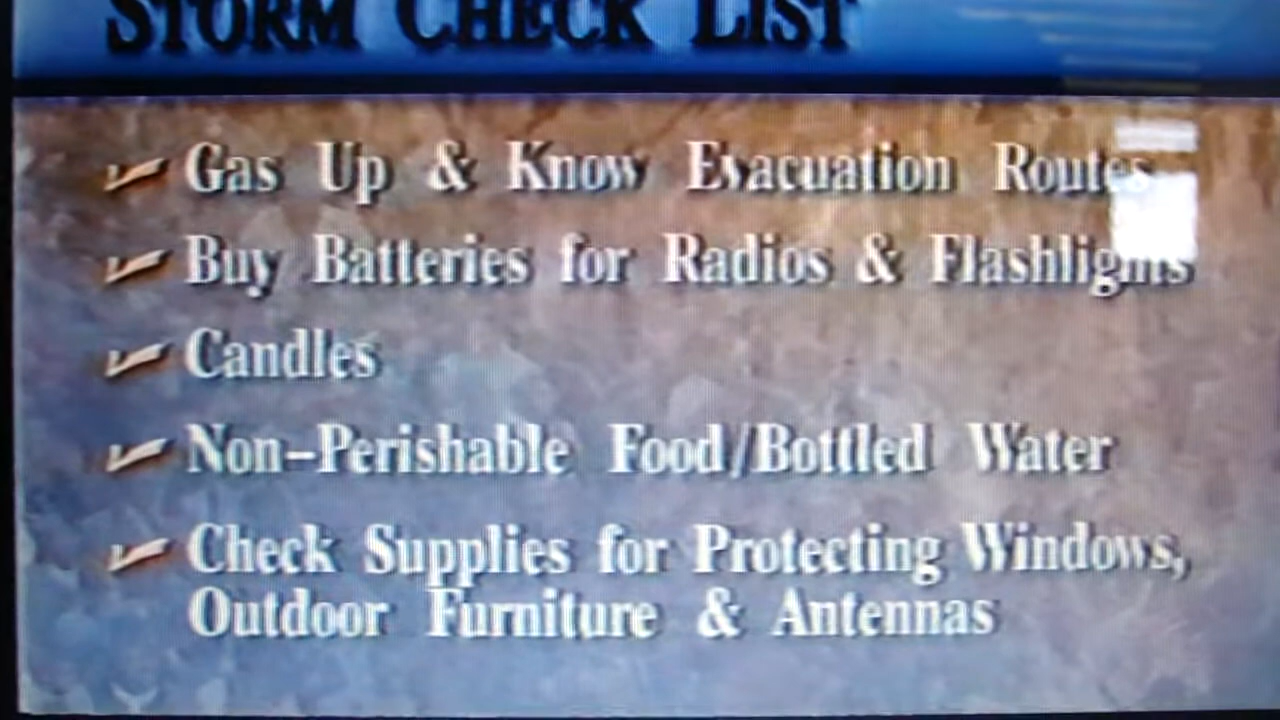 STORM CHECK LIST
Gas Up & Know Evacuation Routes
Buy Batteries for Radios & Flashlights
Candles
Non-Perishable Food/Bottled Water
Check Supplies for Protecting Windows,
Outdoor Furniture & Antennas